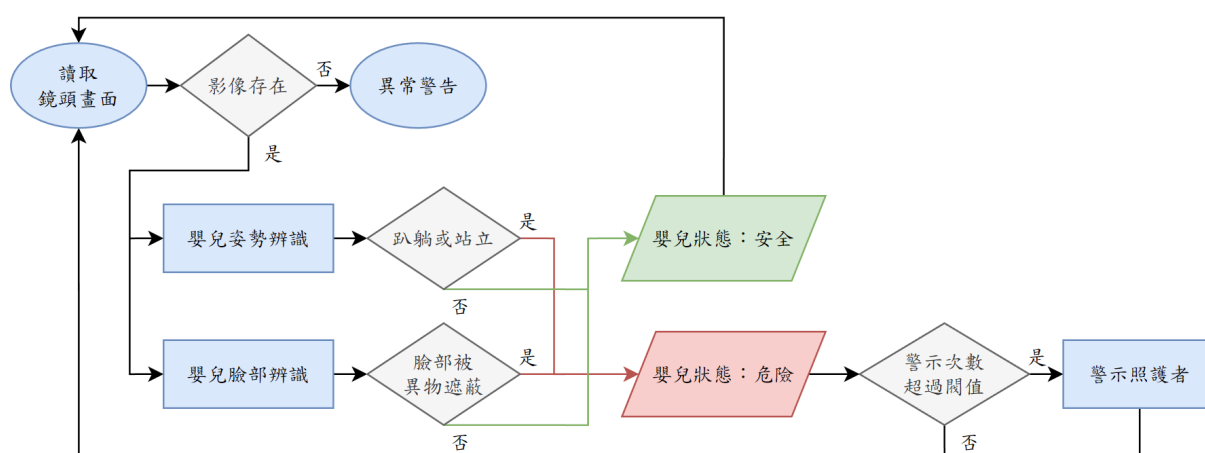 讀取
鏡頭畫面
影像存在
否
異常警告
是
嬰兒姿勢辨識
趴躺或站立
是
否
嬰兒狀態：安全
嬰兒臉部辨識
臉部被
異物遮蔽
是
否
嬰兒狀態：危險
警示次數
超過閥值
是
否
警示照護者